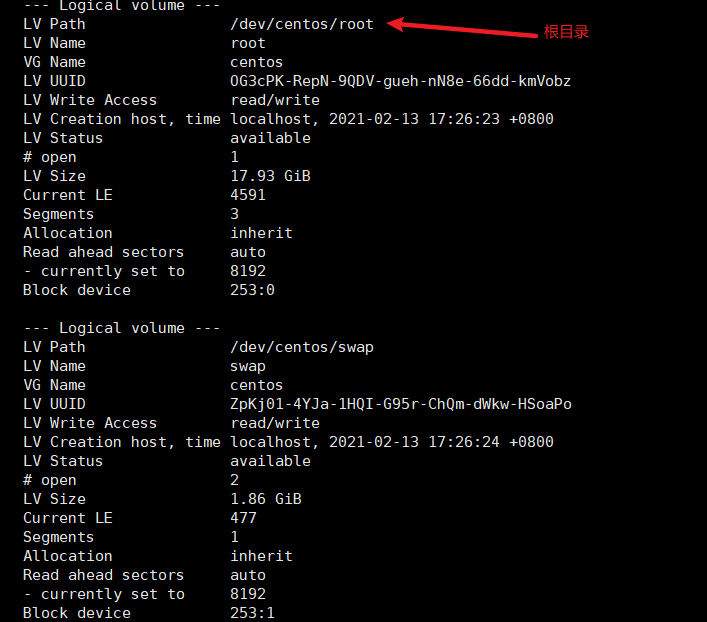 --- Logical volume ---
LV Path /dev/centos/root
根目录
LV Name root
VG Name centos
LV UUID OG3cPK-RepN-9QDV-gueh-nN8e-66dd-kmVobz
LV Write Access read/write
LV Creation host, time localhost, 2021-02-13 17:26:23 +0800
LV Status available
# open 1
LV Size 17.93 GiB
Current LE 4591
Segments 3
Allocation inherit
Read ahead sectors auto
- currently set to 8192
Block device 253:0
--- Logical volume ---
LV Path /dev/centos/swap
LV Name swap
VG Name centos
LV UUID ZpKj01-4YJa-1HQI-G95r-ChQm-dWkw-HSoaPo
LV Write Access read/write
LV Creation host, time localhost, 2021-02-13 17:26:24 +0800
LV Status available
# open 2
LV Size 1.86 GiB
Current LE 477
Segments 1
Allocation inherit
Read ahead sectors auto
- currently set to 8192
Block device 253:1